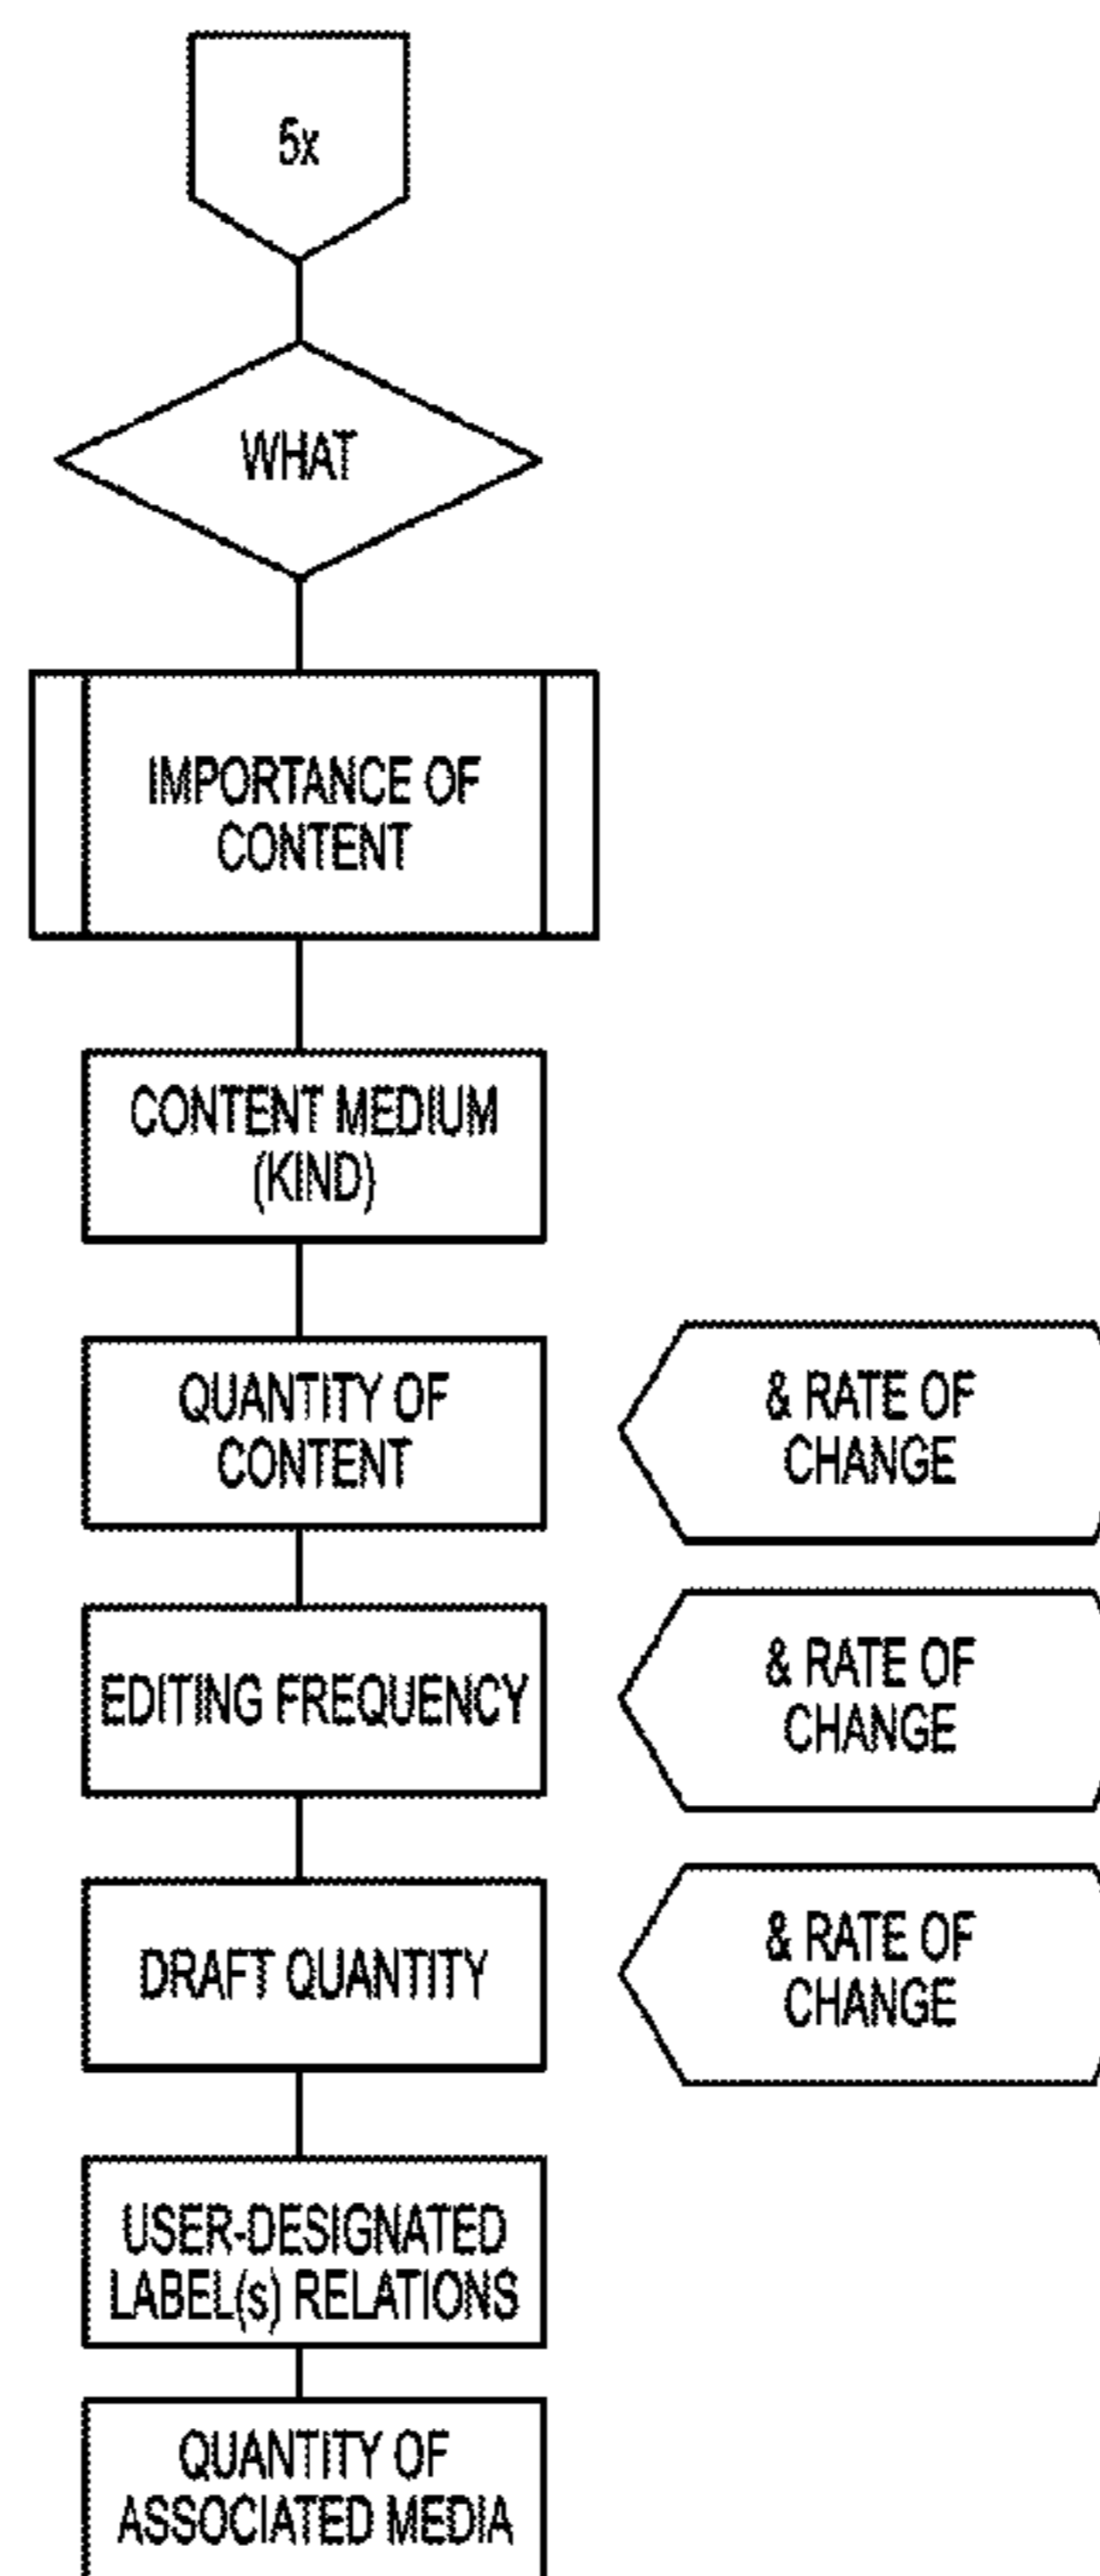 5x
WHAT
IMPORTANCE OF
CONTENT
CONTENT MEDIUM
(KIND)
QUANTITY OF
CONTENT
& RATE OF
CHANGE
EDITING FREQUENCY
& RATE OF
CHANGE
DRAFT QUANTITY
& RATE OF
CHANGE
USER-DESIGNATED
LABEL(s) RELATIONS
QUANTITY OF
ASSOCIATED MEDIA